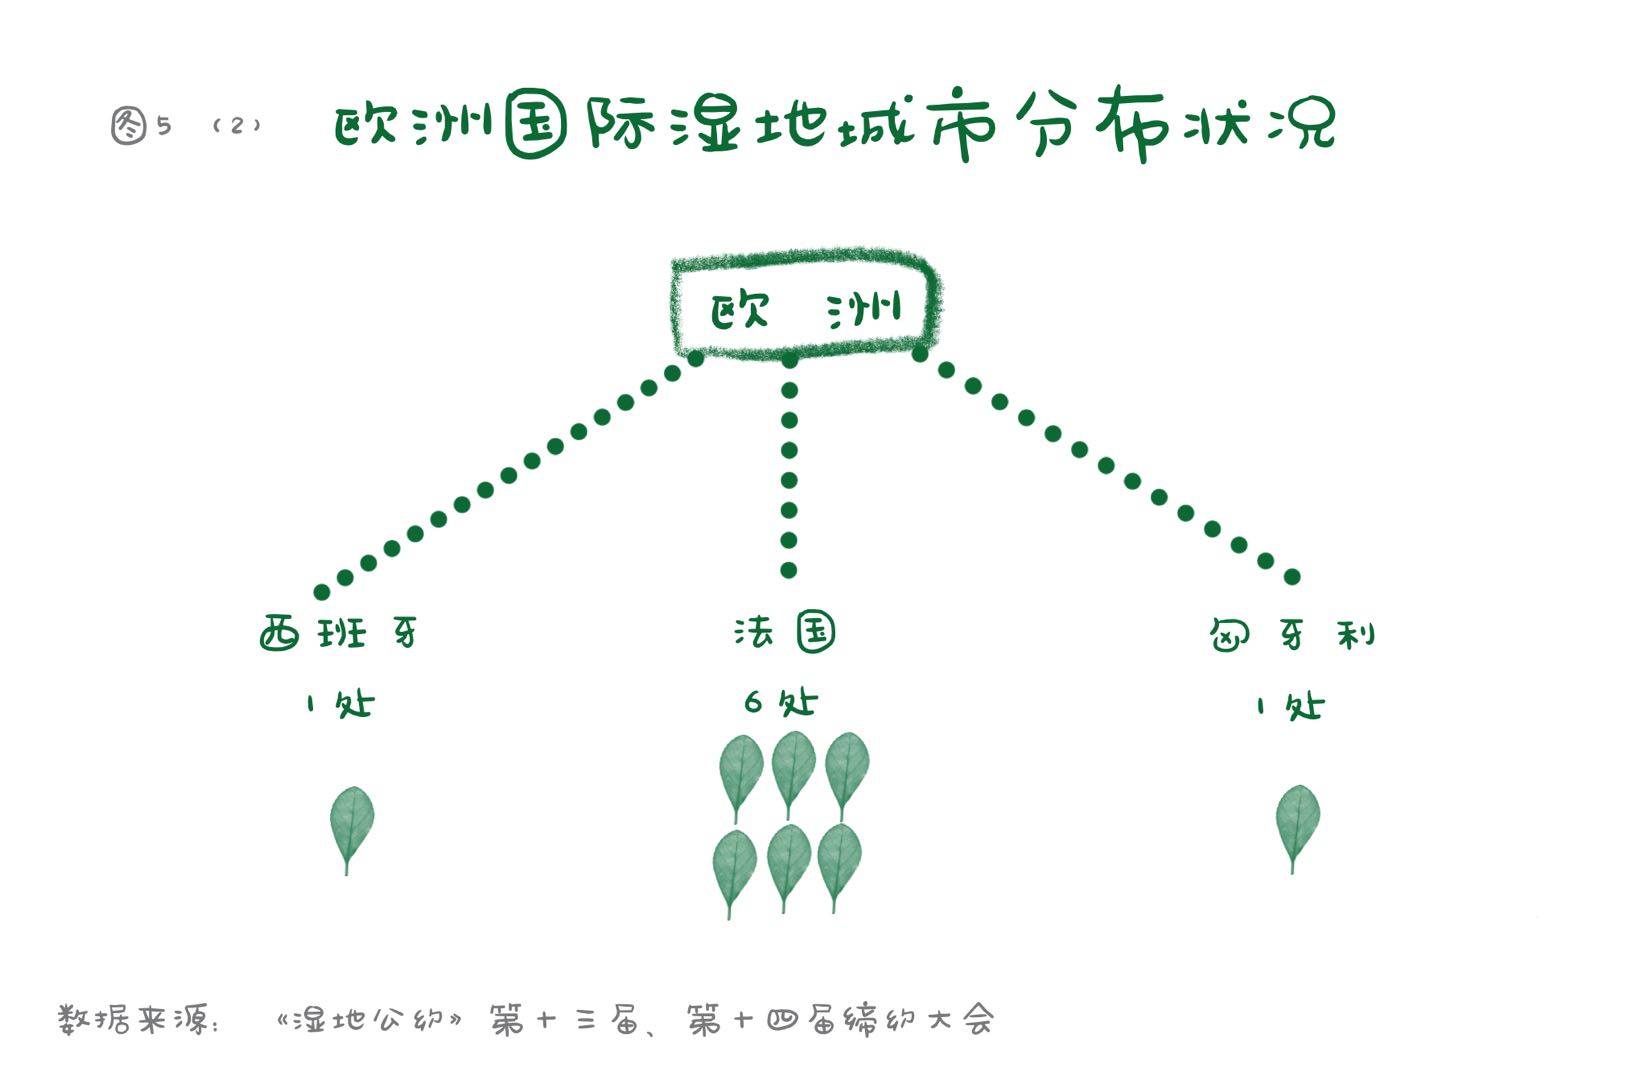 图5 （2） 欧洲国际湿地城市分布状况
欧 洲
西班牙 法国 匈牙利
1处 6处 1处
数据来源： 《湿地公约》第十三届、第十四届缔约大会